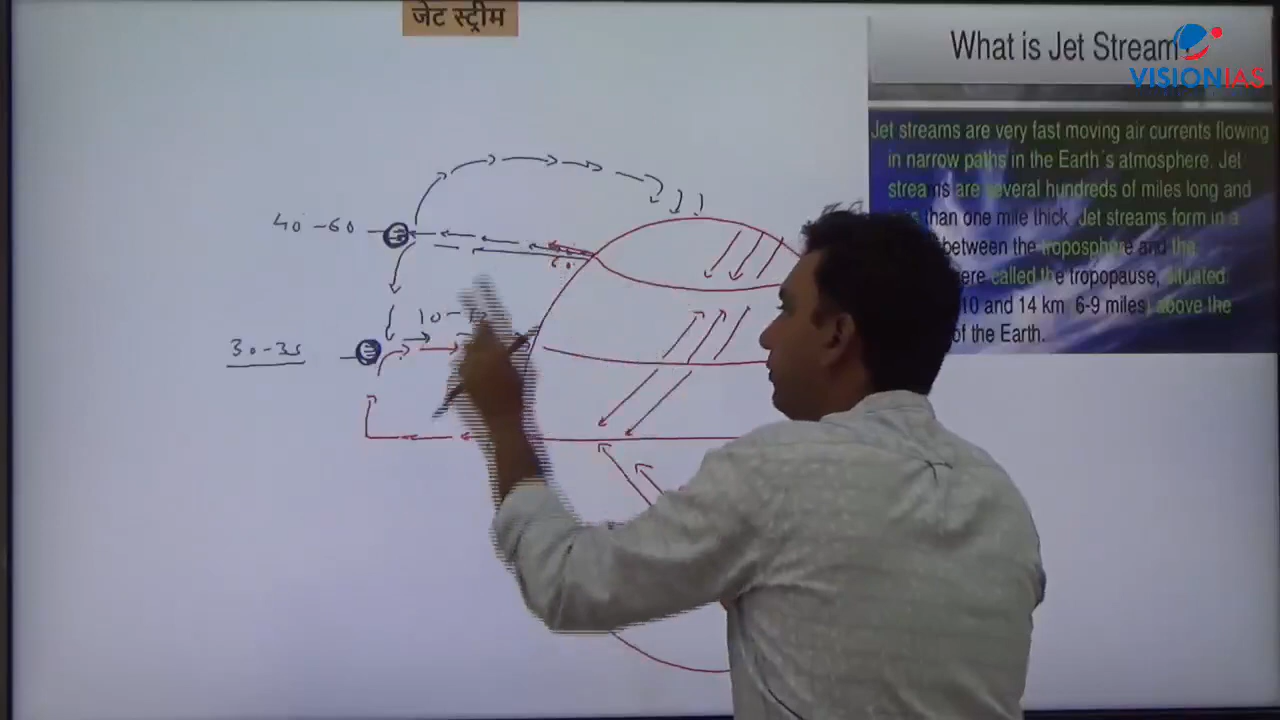 जेट स्ट्रीम
What is Jet Stream
VISIONIAS
Jet streams are very fast moving air currents flowing
in narrow paths in the Earth´s atmosphere. Jet
streams are several hundreds of miles long and
than one mile thick. Jet streams form in a
between the troposphere and the
called the tropopause, situated
10 and 14 km 6-9 miles) above the
of the Earth.
40-60
60
10-
30-35